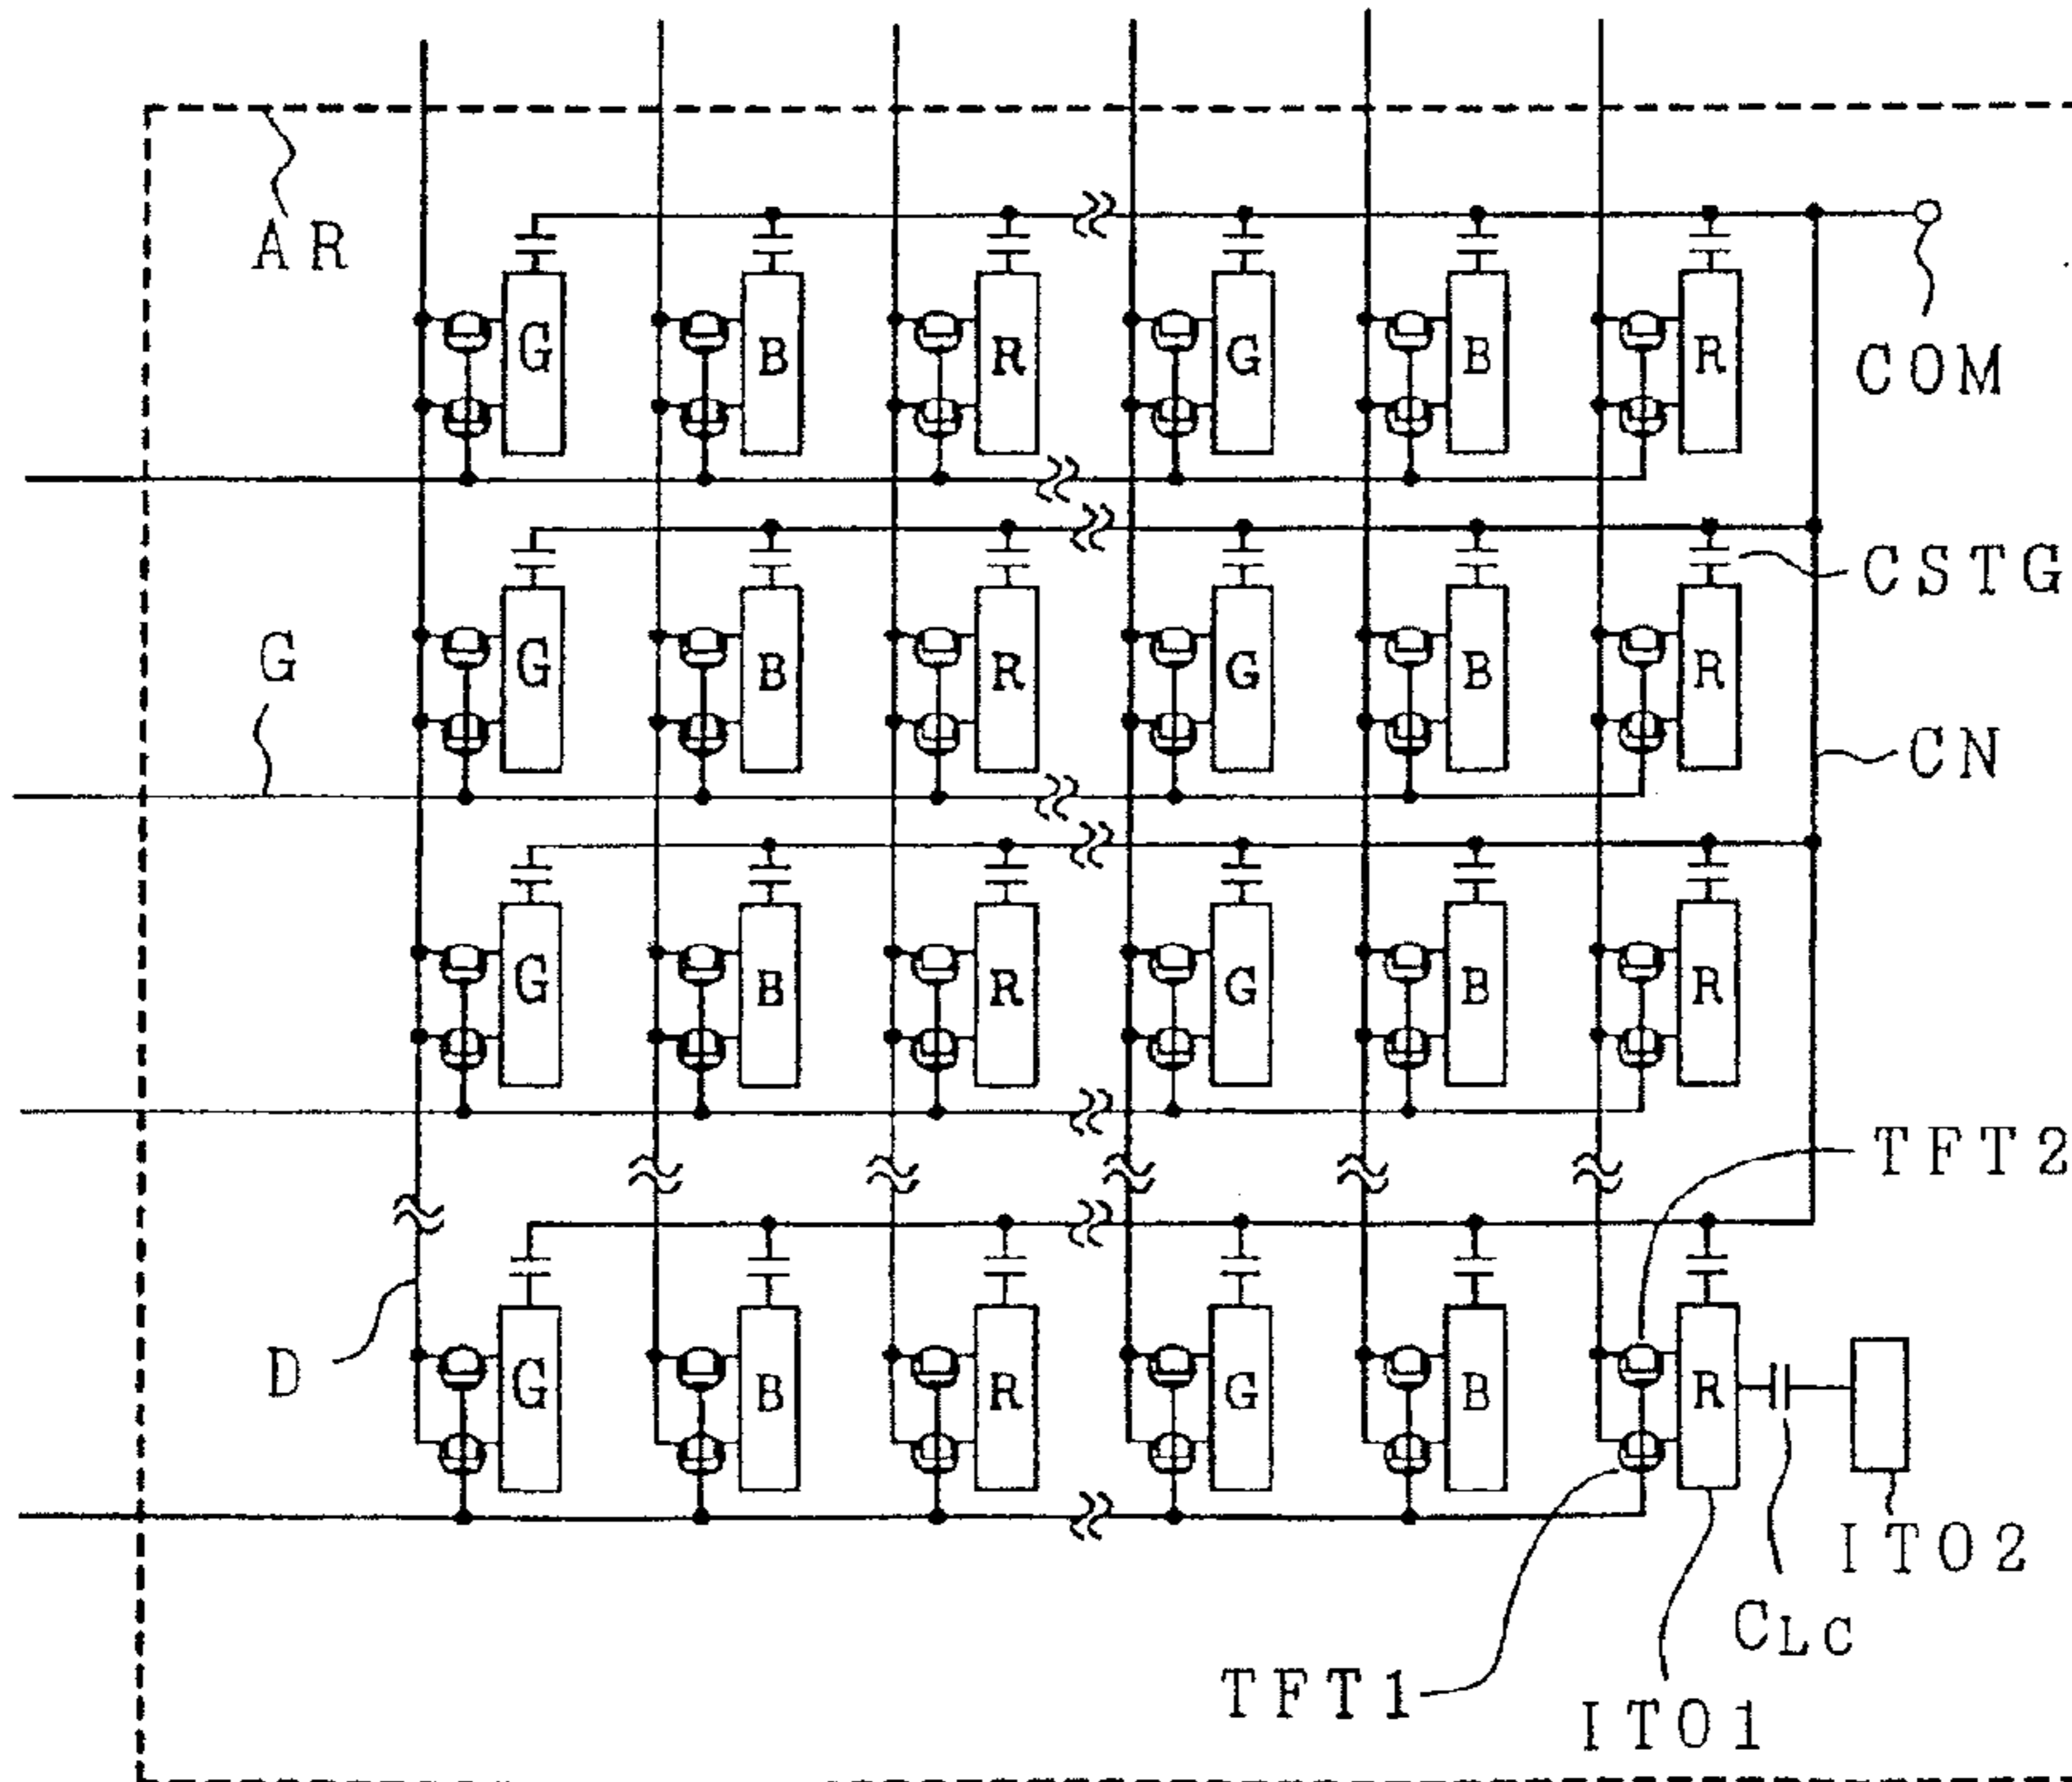 AR
G B R G B R
COM
CSTG
G
G B R G B R
CN
G B R G B R
TFT2
D
G B R G B R
ITO2
CLC
TFT1
ITO1